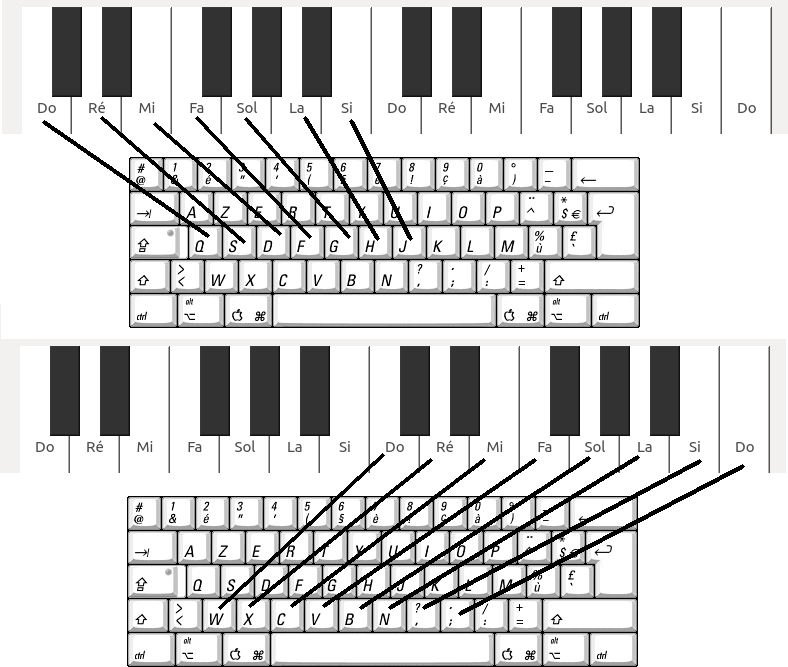 Do Ré Mi Fa Sol La Si Do Ré Mi Fa Sol La Si Do
# @ 1 & 2 é 3 " 4 ' 5 ( 6 § 7 è 8 ! 9 ç 0 à ° ) _ - ←
→| A Z E R T Y U I O P ¨ ^ * $ €
Q S D F G H J K L M % ù £ `
> < W X C V B N ? , . ; / : + =
ctrl alt ⌥ ⌘ ⌘ alt ⌥ ctrl
Do Ré Mi Fa Sol La Si Do Ré Mi Fa Sol La Si Do
# @ 1 & 2 é 3 " 4 ' 5 ( 6 § 7 è 8 ! 9 ç 0 à ° ) _ - ←
→| A Z E R T Y U I O P ¨ ^ * $ €
Q S D F G H J K L M % ù £ `
> < W X C V B N ? , . ; / : + =
ctrl alt ⌥ ⌘ ⌘ alt ⌥ ctrl